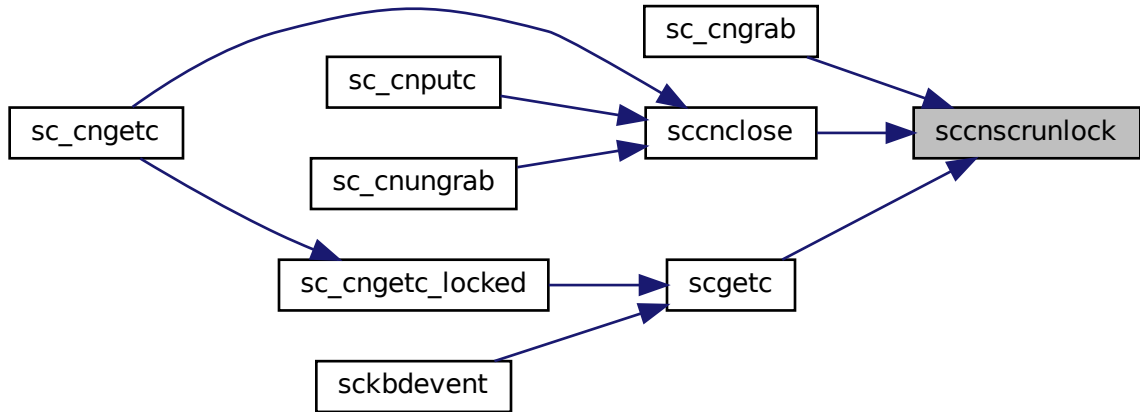 sc_cngrab
sc_cnputc
sc_cngetc
sccnclose
sccnscrunlock
sc_cnungrab
sc_cngetc_locked
scgetc
sckbdevent